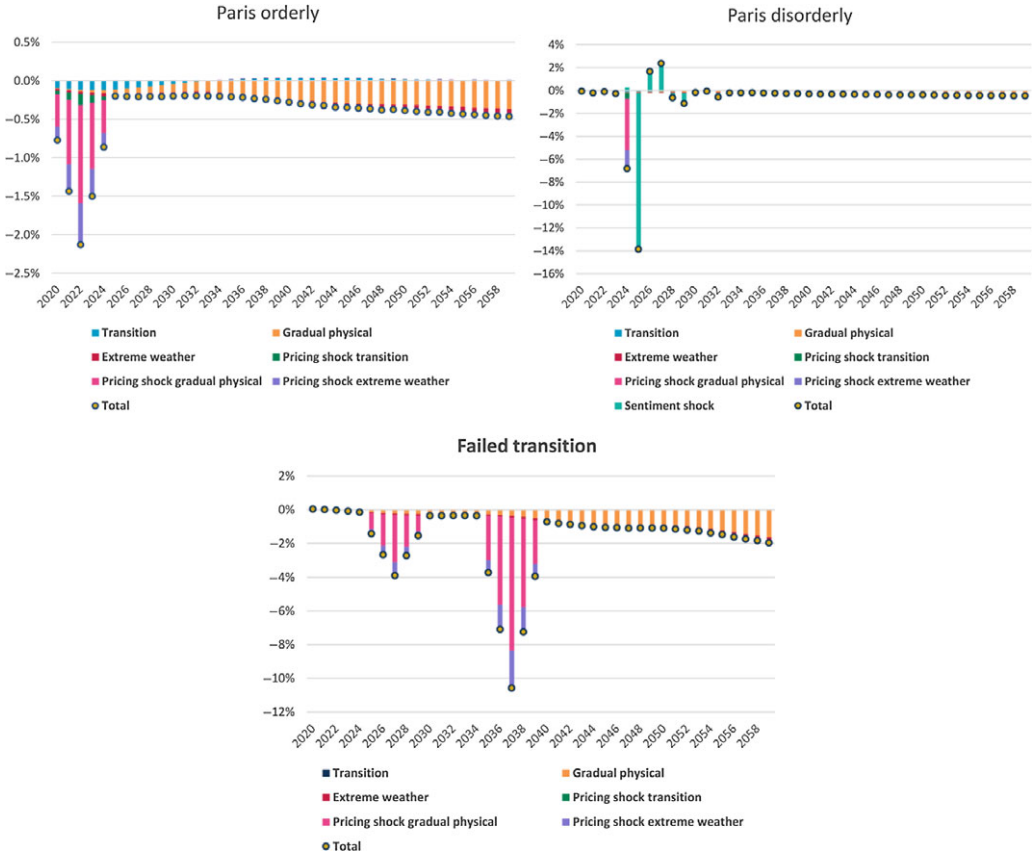 Paris orderly
0.5%
0.0%
−0.5%
−1.0%
−1.5%
−2.0%
−2.5%
2020 2022 2024 2026 2028 2030 2032 2034 2036 2038 2040 2042 2044 2046 2048 2050 2052 2054 2056 2058
Transition Gradual physical
Extreme weather Pricing shock transition
Pricing shock gradual physical Pricing shock extreme weather
Total
Paris disorderly
4%
2%
0%
−2%
−4%
−6%
−8%
−10%
−12%
−14%
−16%
2020 2022 2024 2026 2028 2030 2032 2034 2036 2038 2040 2042 2044 2046 2048 2050 2052 2054 2056 2058
Transition Gradual physical
Extreme weather Pricing shock transition
Pricing shock gradual physical Pricing shock extreme weather
Sentiment shock Total
Failed transition
2%
0%
−2%
−4%
−6%
−8%
−10%
−12%
2020 2022 2024 2026 2028 2030 2032 2034 2036 2038 2040 2042 2044 2046 2048 2050 2052 2054 2056 2058
Transition Gradual physical
Extreme weather Pricing shock transition
Pricing shock gradual physical Pricing shock extreme weather
Total